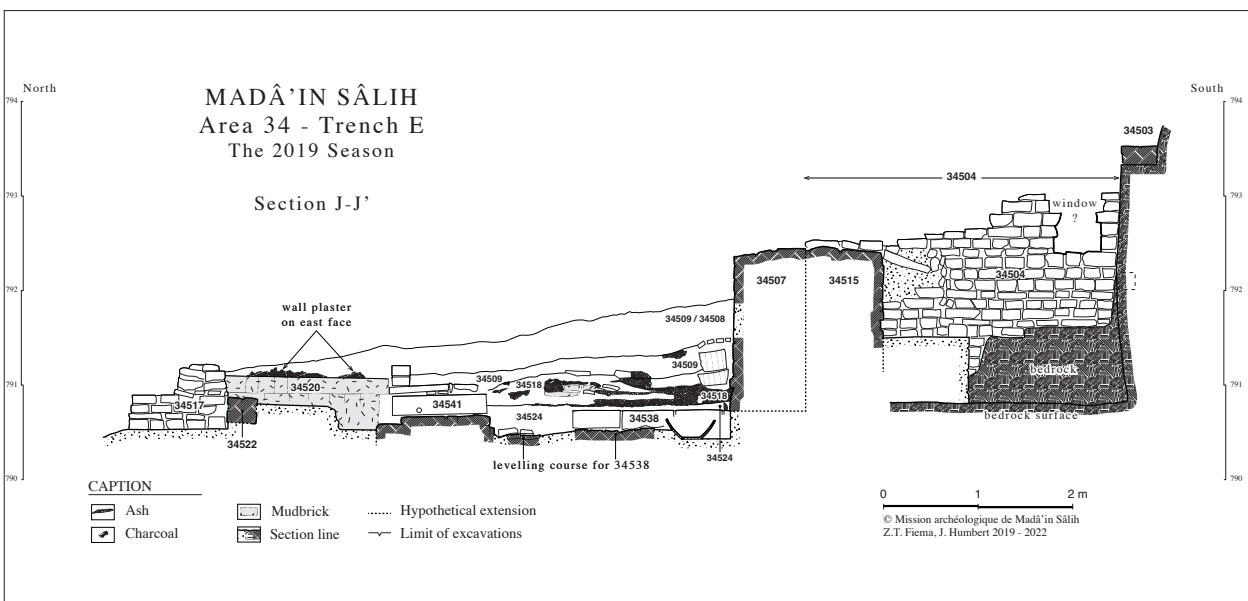 North
South
794
794
MADÂ'IN SÂLIH
Area 34 - Trench E
The 2019 Season
Section J-J'
34503
34504
793
793
window
?
34504
792
792
34507
34515
wall plaster
on east face
34509 / 34508
34509
34509
34518
34520
791
791
bedrock
34517
34541
34518
34524
34538
bedrock surface
34522
34524
levelling course for 34538
790
790
CAPTION
Ash
Mudbrick
Hypothetical extension
Charcoal
Section line
Limit of excavations
0 1 2 m
© Mission archéologique de Madâ'in Sâlih
Z.T. Fiema, J. Humbert 2019 - 2022